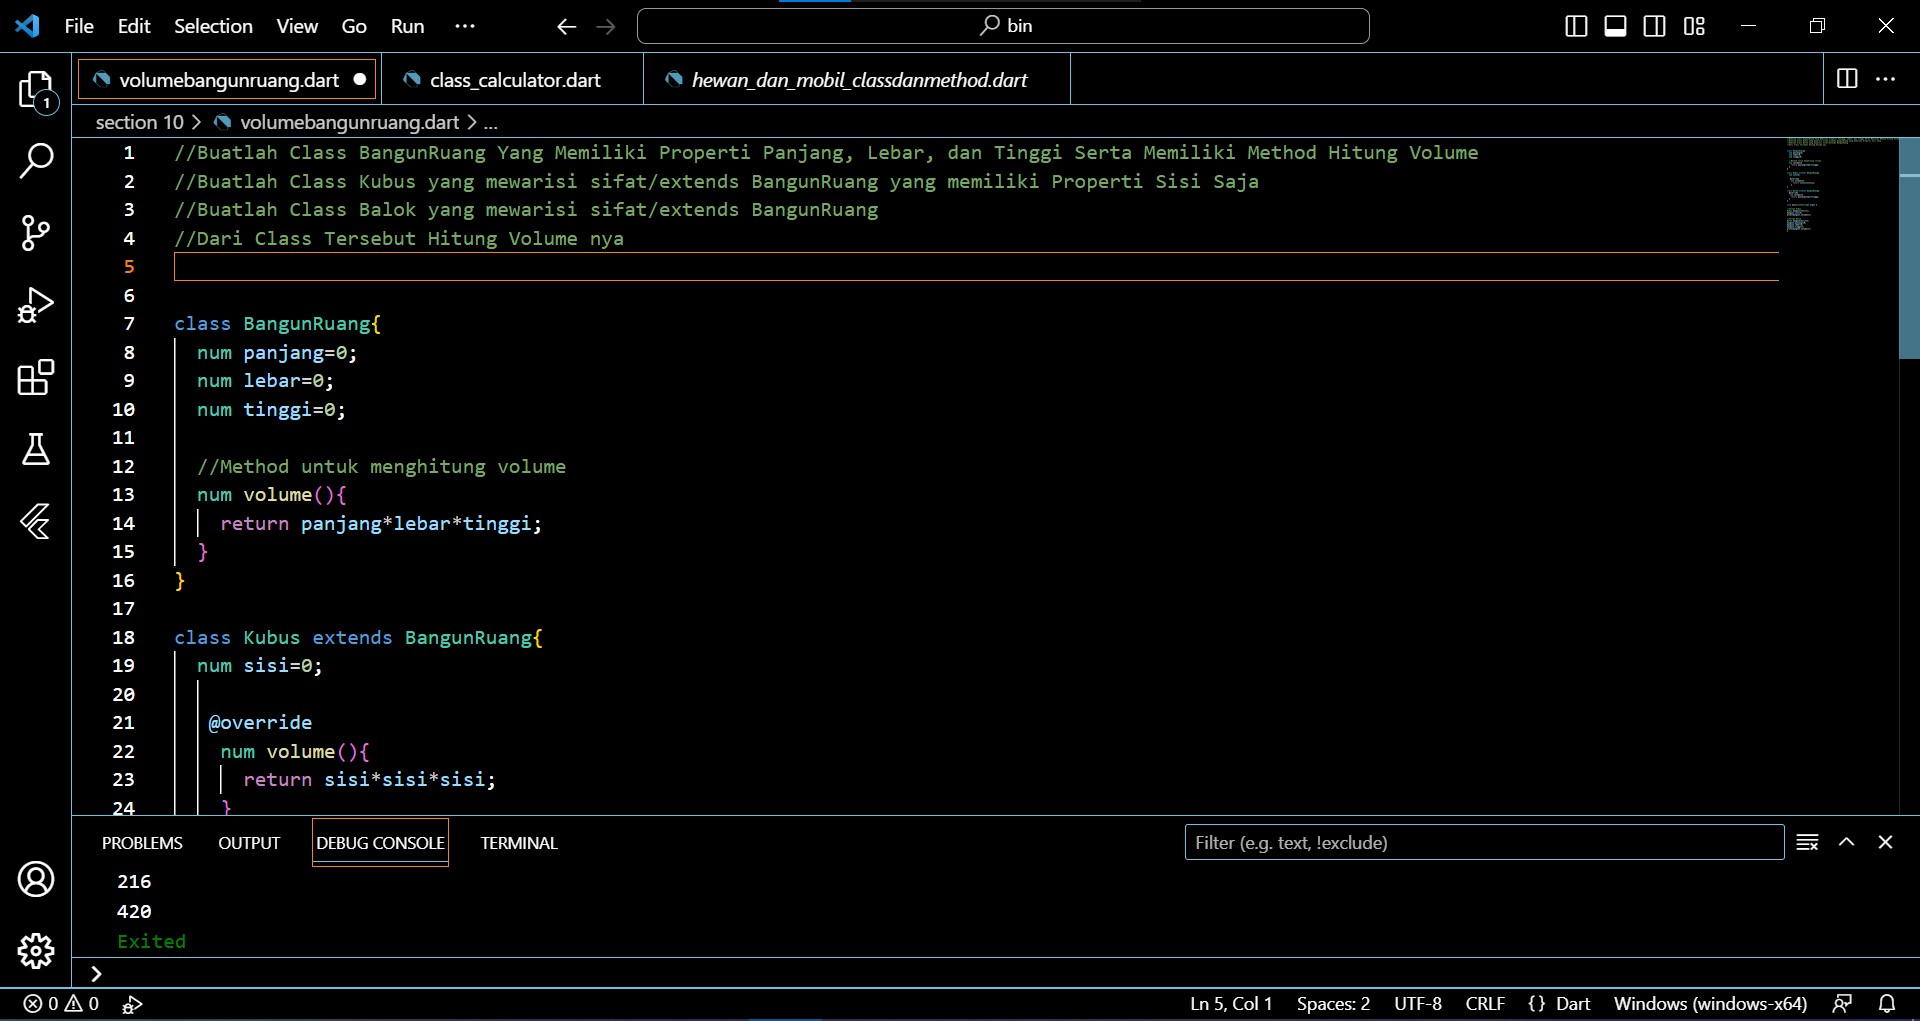 File Edit Selection View Go Run ··· bin
volumebangunruang.dart class_calculator.dart hewan_dan_mobil_classdanmethod.dart
1
section 10 > volumebangunruang.dart > ...
1 //Buatlah Class BangunRuang Yang Memiliki Properti Panjang, Lebar, dan Tinggi Serta Memiliki Method Hitung Volume
2 //Buatlah Class Kubus yang mewarisi sifat/extends BangunRuang yang memiliki Properti Sisi Saja
3 //Buatlah Class Balok yang mewarisi sifat/extends BangunRuang
4 //Dari Class Tersebut Hitung Volume nya
5
6
7 class BangunRuang{
8 num panjang=0;
9 num lebar=0;
10 num tinggi=0;
11
12 //Method untuk menghitung volume
13 num volume(){
14 return panjang*lebar*tinggi;
15 }
16 }
17
18 class Kubus extends BangunRuang{
19 num sisi=0;
20
21 @override
22 num volume(){
23 return sisi*sisi*sisi;
24 }
PROBLEMS OUTPUT DEBUG CONSOLE TERMINAL Filter (e.g. text, !exclude)
216
420
Exited
>
0 0 Ln 5, Col 1 Spaces: 2 UTF-8 CRLF {} Dart Windows (windows-x64)